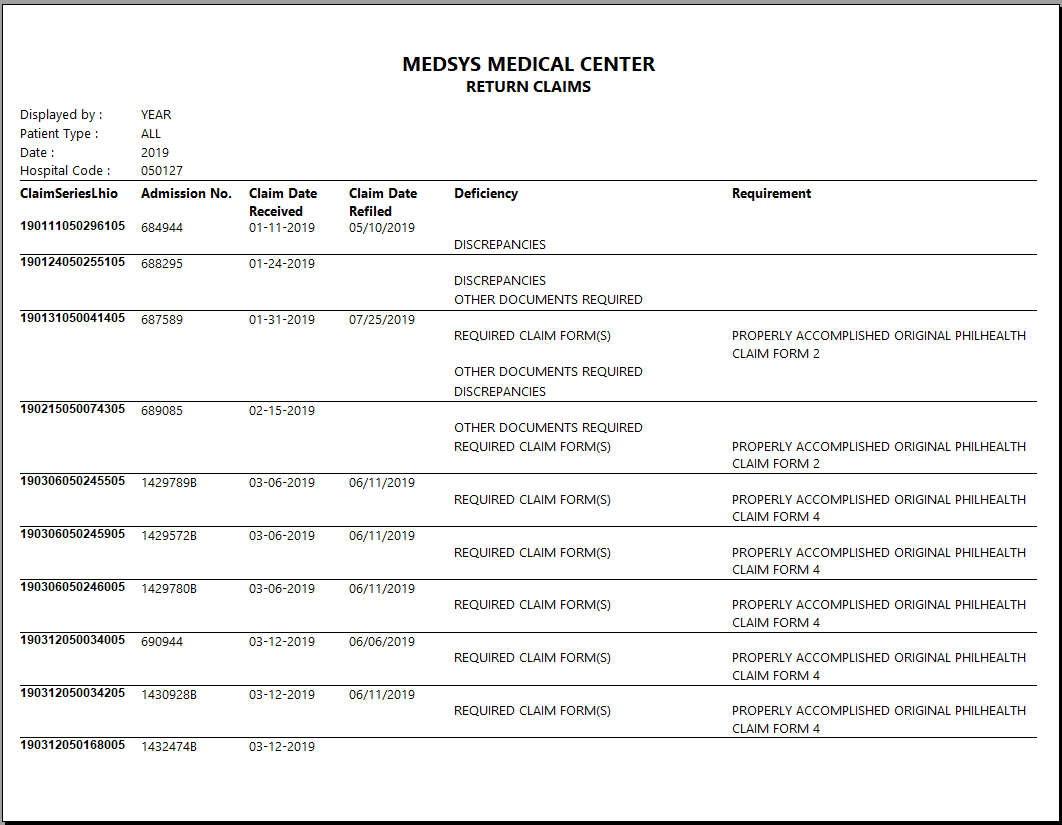 MEDSYS MEDICAL CENTER
RETURN CLAIMS
Displayed by : YEAR
Patient Type : ALL
Date : 2019
Hospital Code : 050127
ClaimSeriesLhio Admission No. Claim Date Claim Date Deficiency Requirement
Received Refiled
190111050296105 684944 01-11-2019 05/10/2019
DISCREPANCIES
190124050255105 688295 01-24-2019
DISCREPANCIES
OTHER DOCUMENTS REQUIRED
190131050041405 687589 01-31-2019 07/25/2019
REQUIRED CLAIM FORM(S) PROPERLY ACCOMPLISHED ORIGINAL PHILHEALTH
CLAIM FORM 2
OTHER DOCUMENTS REQUIRED
DISCREPANCIES
190215050074305 689085 02-15-2019
OTHER DOCUMENTS REQUIRED
REQUIRED CLAIM FORM(S) PROPERLY ACCOMPLISHED ORIGINAL PHILHEALTH
CLAIM FORM 2
190306050245505 1429789B 03-06-2019 06/11/2019
REQUIRED CLAIM FORM(S) PROPERLY ACCOMPLISHED ORIGINAL PHILHEALTH
CLAIM FORM 4
190306050245905 1429572B 03-06-2019 06/11/2019
REQUIRED CLAIM FORM(S) PROPERLY ACCOMPLISHED ORIGINAL PHILHEALTH
CLAIM FORM 4
190306050246005 1429780B 03-06-2019 06/11/2019
REQUIRED CLAIM FORM(S) PROPERLY ACCOMPLISHED ORIGINAL PHILHEALTH
CLAIM FORM 4
190312050034005 690944 03-12-2019 06/06/2019
REQUIRED CLAIM FORM(S) PROPERLY ACCOMPLISHED ORIGINAL PHILHEALTH
CLAIM FORM 4
190312050034205 1430928B 03-12-2019 06/11/2019
REQUIRED CLAIM FORM(S) PROPERLY ACCOMPLISHED ORIGINAL PHILHEALTH
CLAIM FORM 4
190312050168005 1432474B 03-12-2019